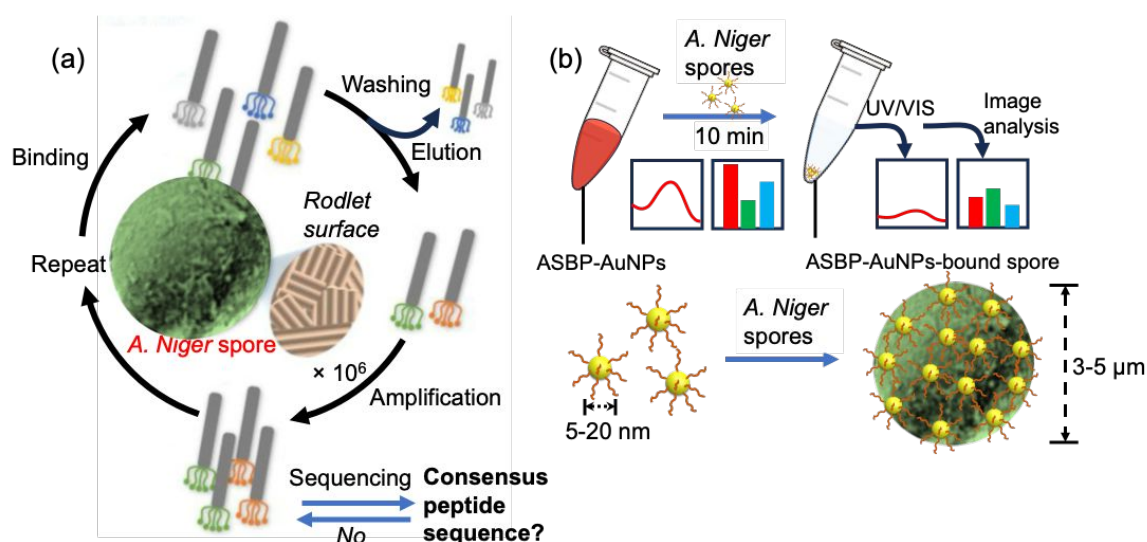 (a)
Washing
Elution
Binding
Rodlet
surface
Repeat
A. Niger spore
× 10⁶
Amplification
Sequencing
No
Consensus
peptide
sequence?
(b)
A. Niger
spores
10 min
UV/VIS
Image
analysis
ASBP-AuNPs
ASBP-AuNPs-bound spore
A. Niger
spores
5-20 nm
3-5 μm